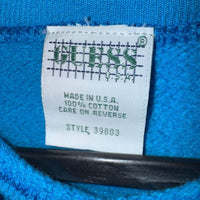 GUESS®
U.S.A.
MADE IN U.S.A.
100% COTTON
CARE ON REVERSE
STYLE 39803